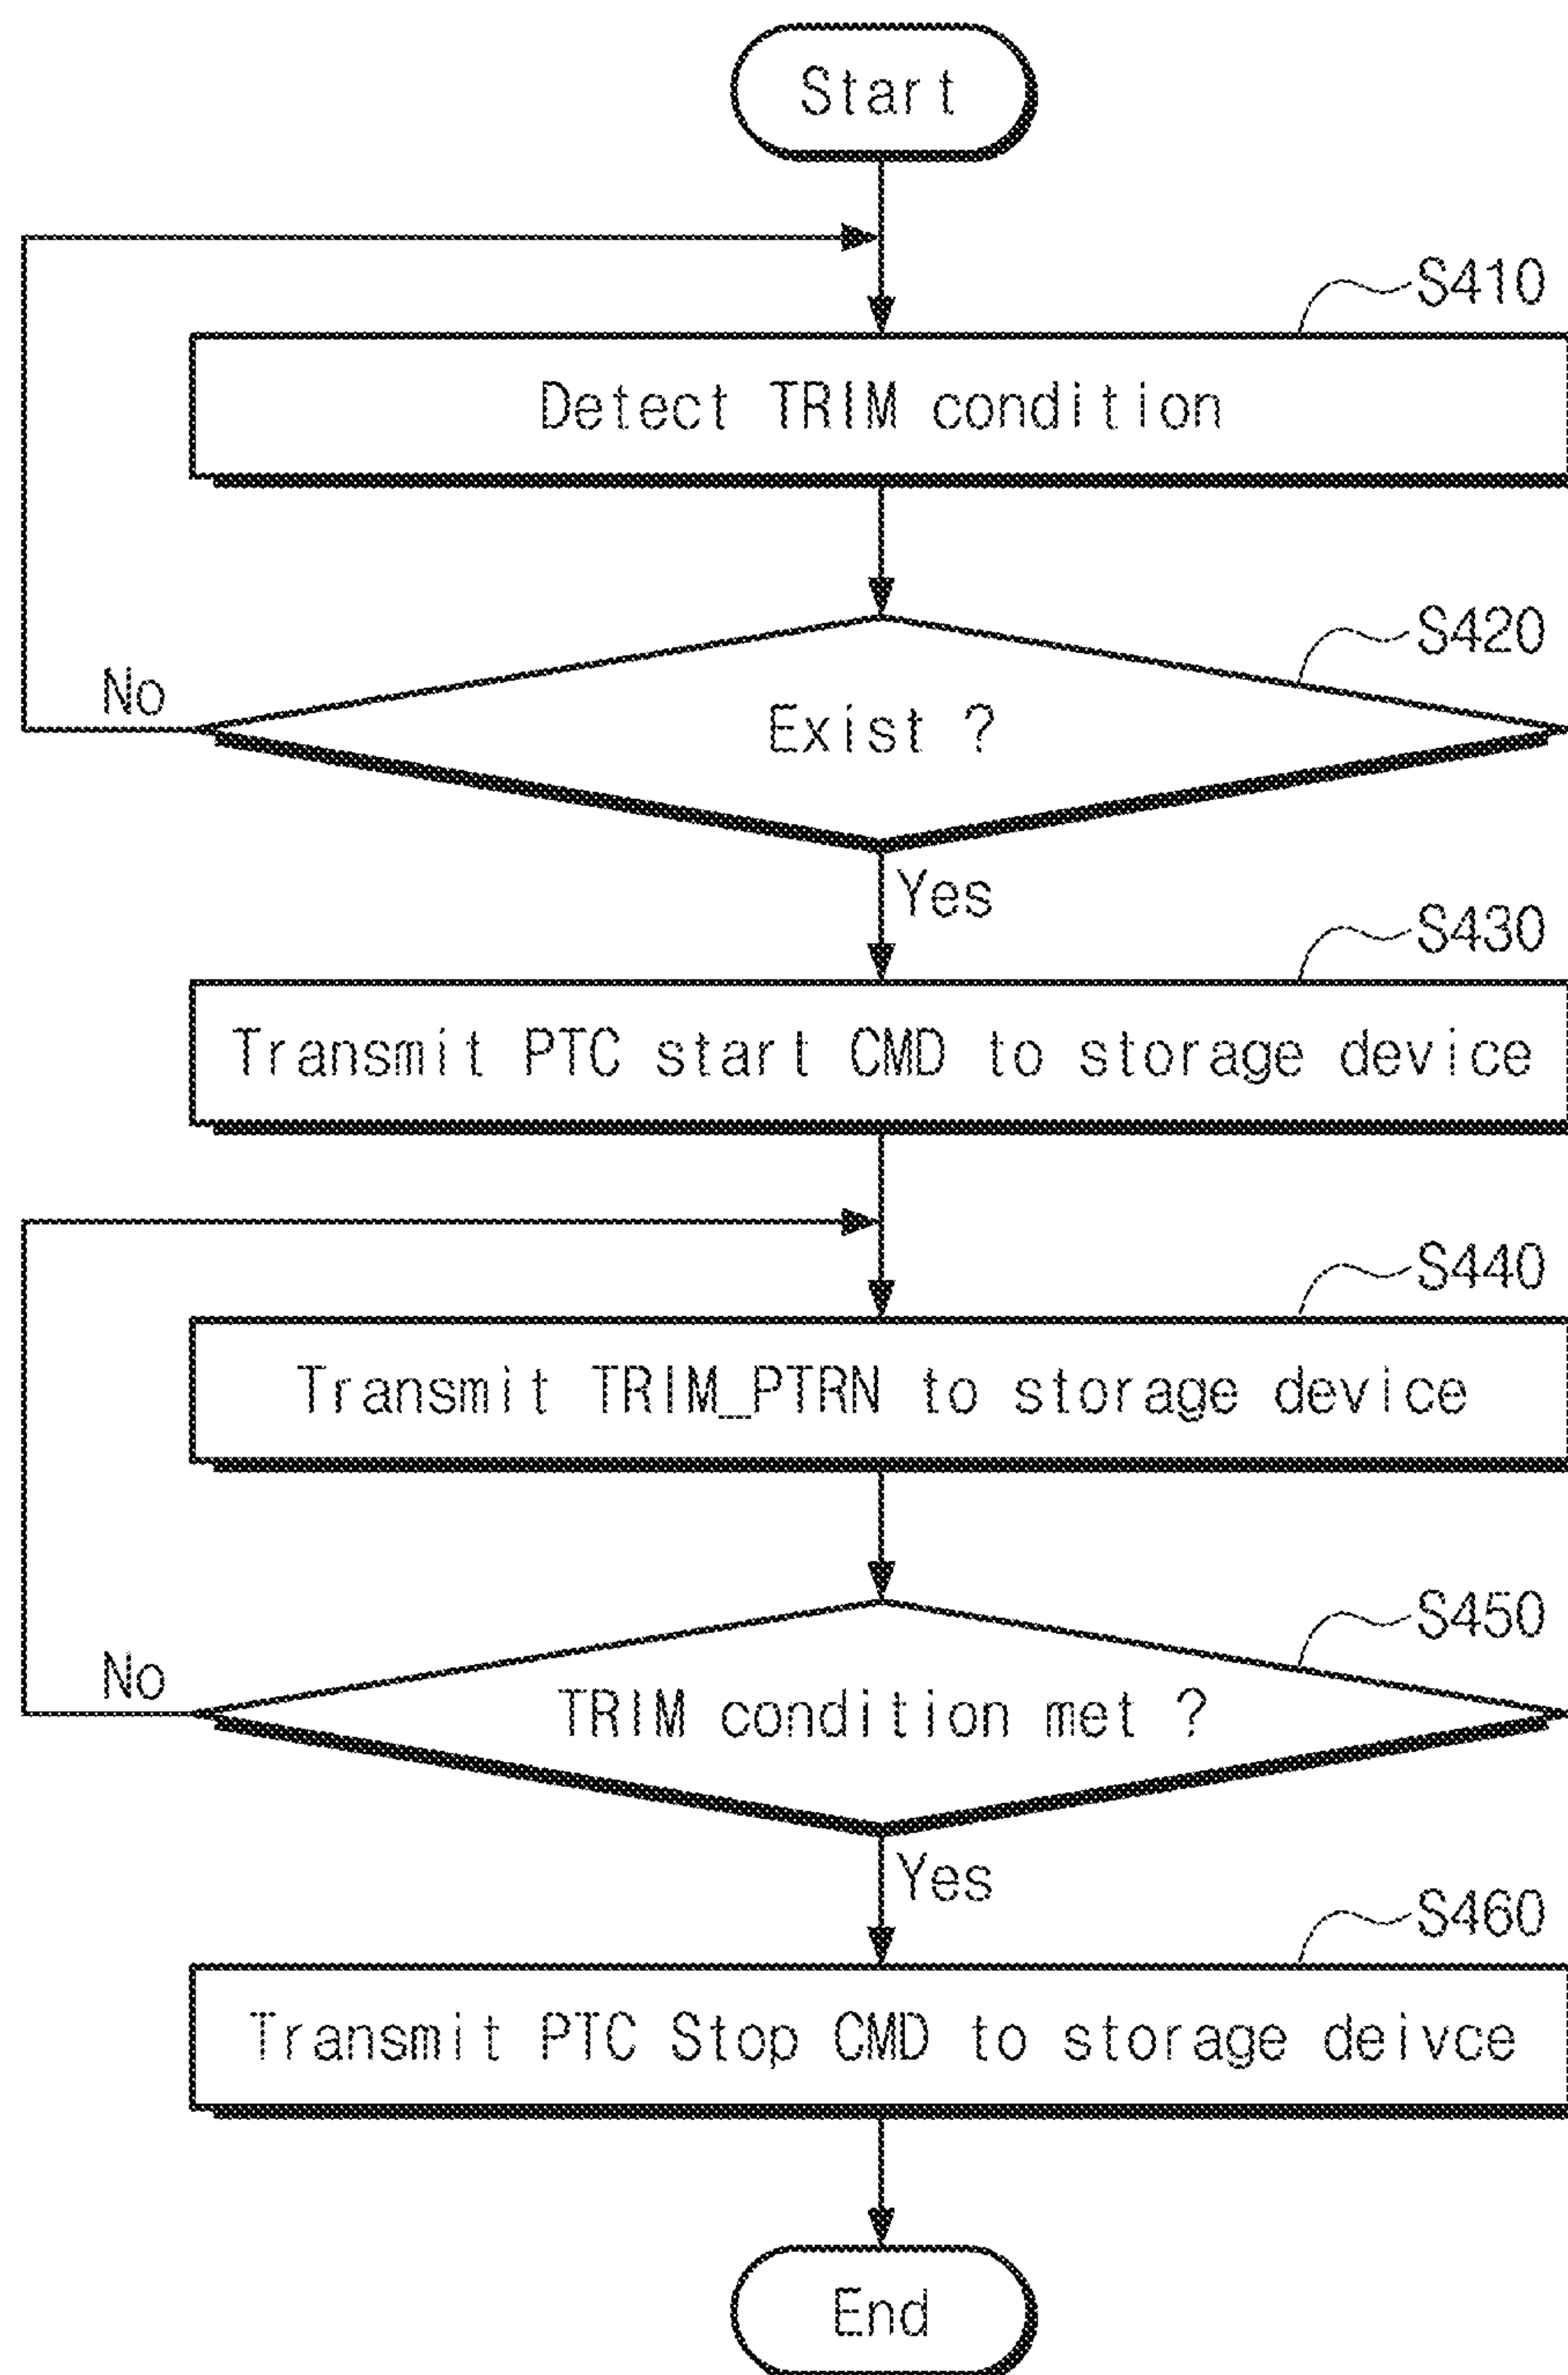 Start
S410
Detect TRIM condition
S420
No
Exist ?
Yes
S430
Transmit PTC start CMD to storage device
S440
Transmit TRIM_PTRN to storage device
S450
No
TRIM condition met ?
Yes
S460
Transmit PTC Stop CMD to storage deivce
End